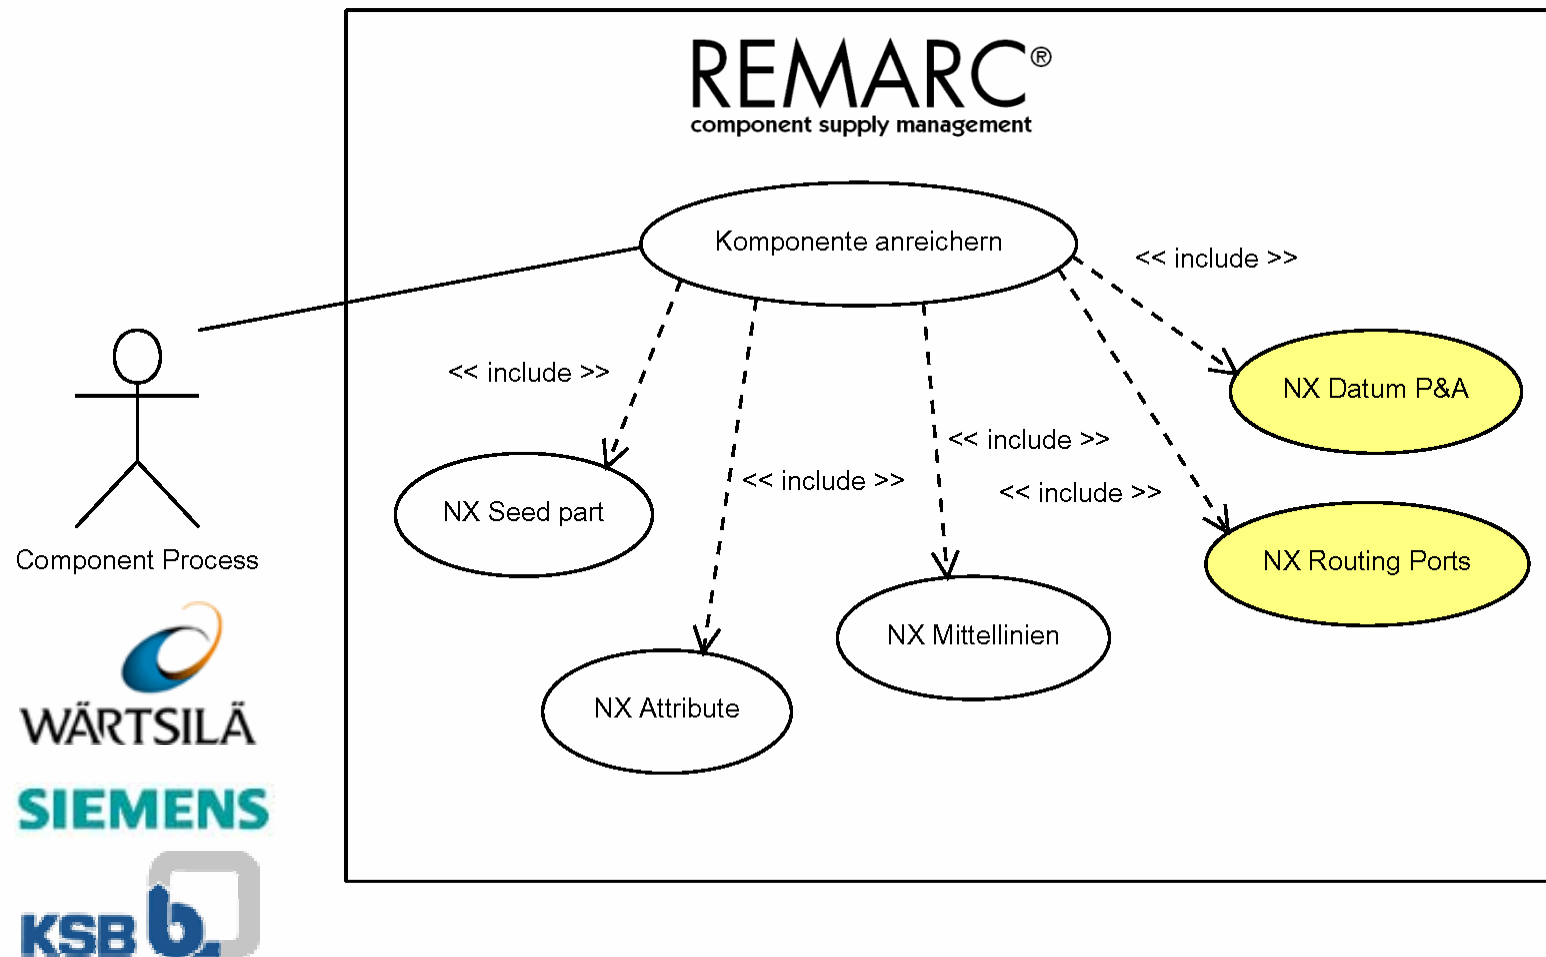 REMARC®
component supply management
Komponente anreichern
<< include >>
<< include >>
NX Datum P&A
<< include >>
<< include >>
<< include >>
NX Seed part
NX Routing Ports
Component Process
NX Mittellinien
NX Attribute
WÄRTSILÄ
SIEMENS
KSB b.